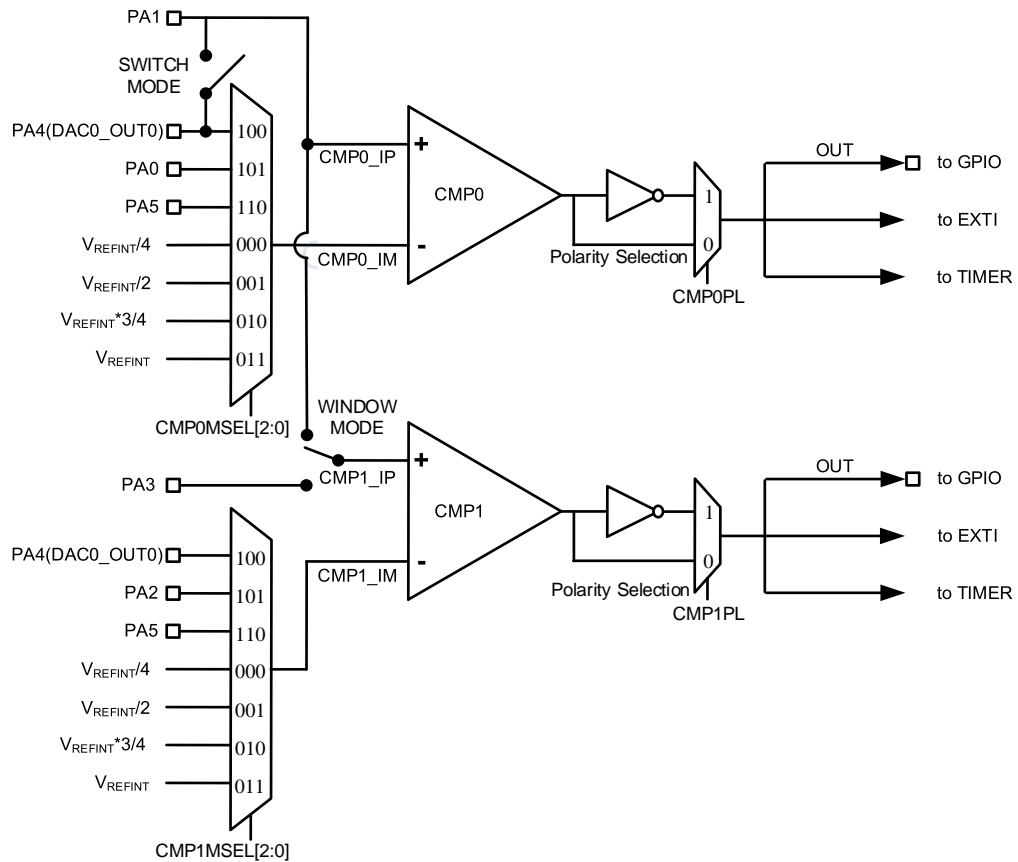 PA1
SWITCH
MODE
PA4(DAC0_OUT0)
100
PA0
101
PA5
110
VREFINT/4
000
VREFINT/2
001
VREFINT*3/4
010
VREFINT
011
CMP0MSEL[2:0]
CMP0_IP
+
CMP0
-
CMP0_IM
1
0
Polarity Selection
CMP0PL
OUT
to GPIO
to EXTI
to TIMER
WINDOW
MODE
PA3
CMP1_IP
+
CMP1
-
CMP1_IM
PA4(DAC0_OUT0)
100
PA2
101
PA5
110
VREFINT/4
000
VREFINT/2
001
VREFINT*3/4
010
VREFINT
011
CMP1MSEL[2:0]
1
0
Polarity Selection
CMP1PL
OUT
to GPIO
to EXTI
to TIMER